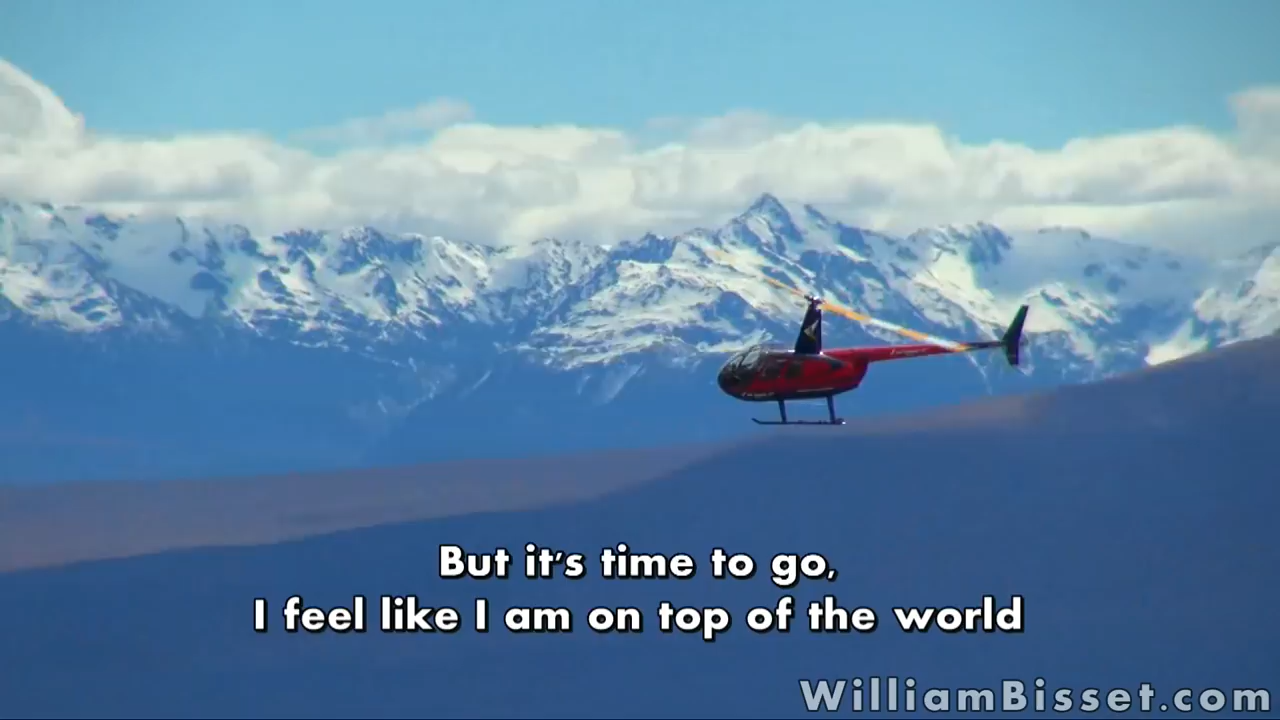 But it's time to go,
I feel like I am on top of the world
WilliamBisset.com